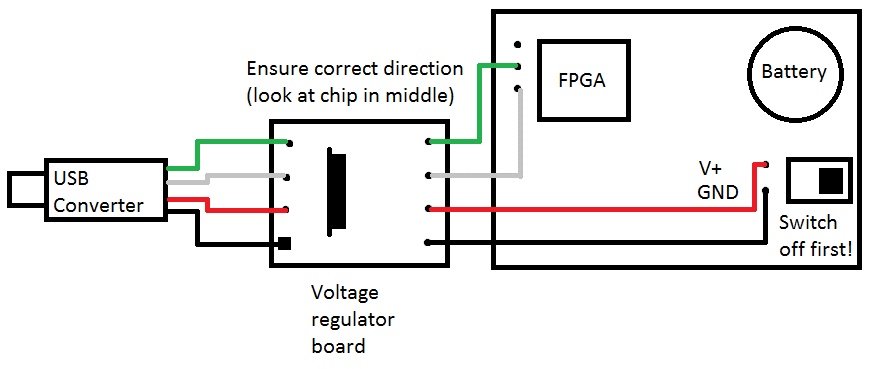 Ensure correct direction
(look at chip in middle)
FPGA
Battery
USB
Converter
V+
GND
Switch
off first!
Voltage
regulator
board